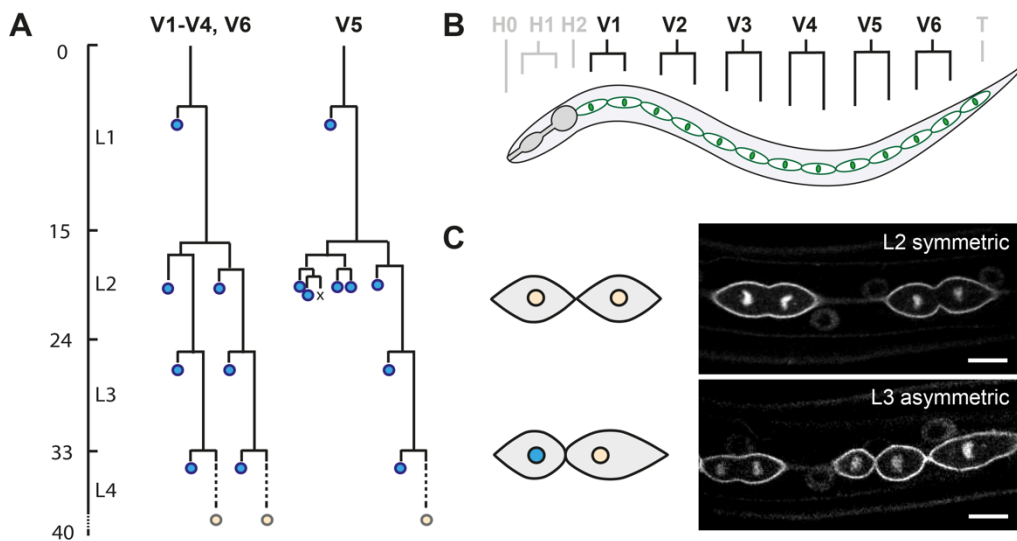 A
V1-V4, V6
V5
0
L1
15
L2
x
24
L3
33
L4
40
B
H0 H1 H2 V1 V2 V3 V4 V5 V6 T
C
L2 symmetric
L3 asymmetric